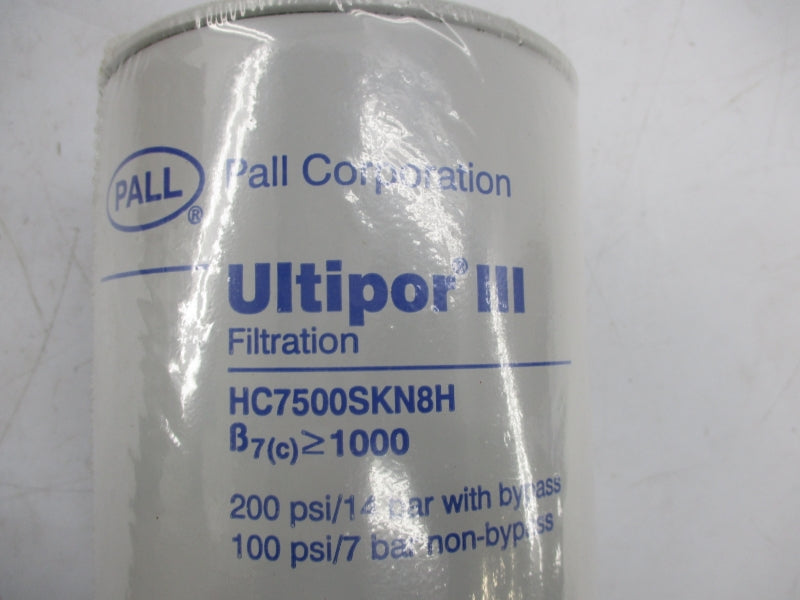 PALL®
Pall Corporation
Ultipor® III
Filtration
HC7500SKN8H
ß7(c)≥1000
200 psi/14 bar with bypass
100 psi/7 bar non-bypass